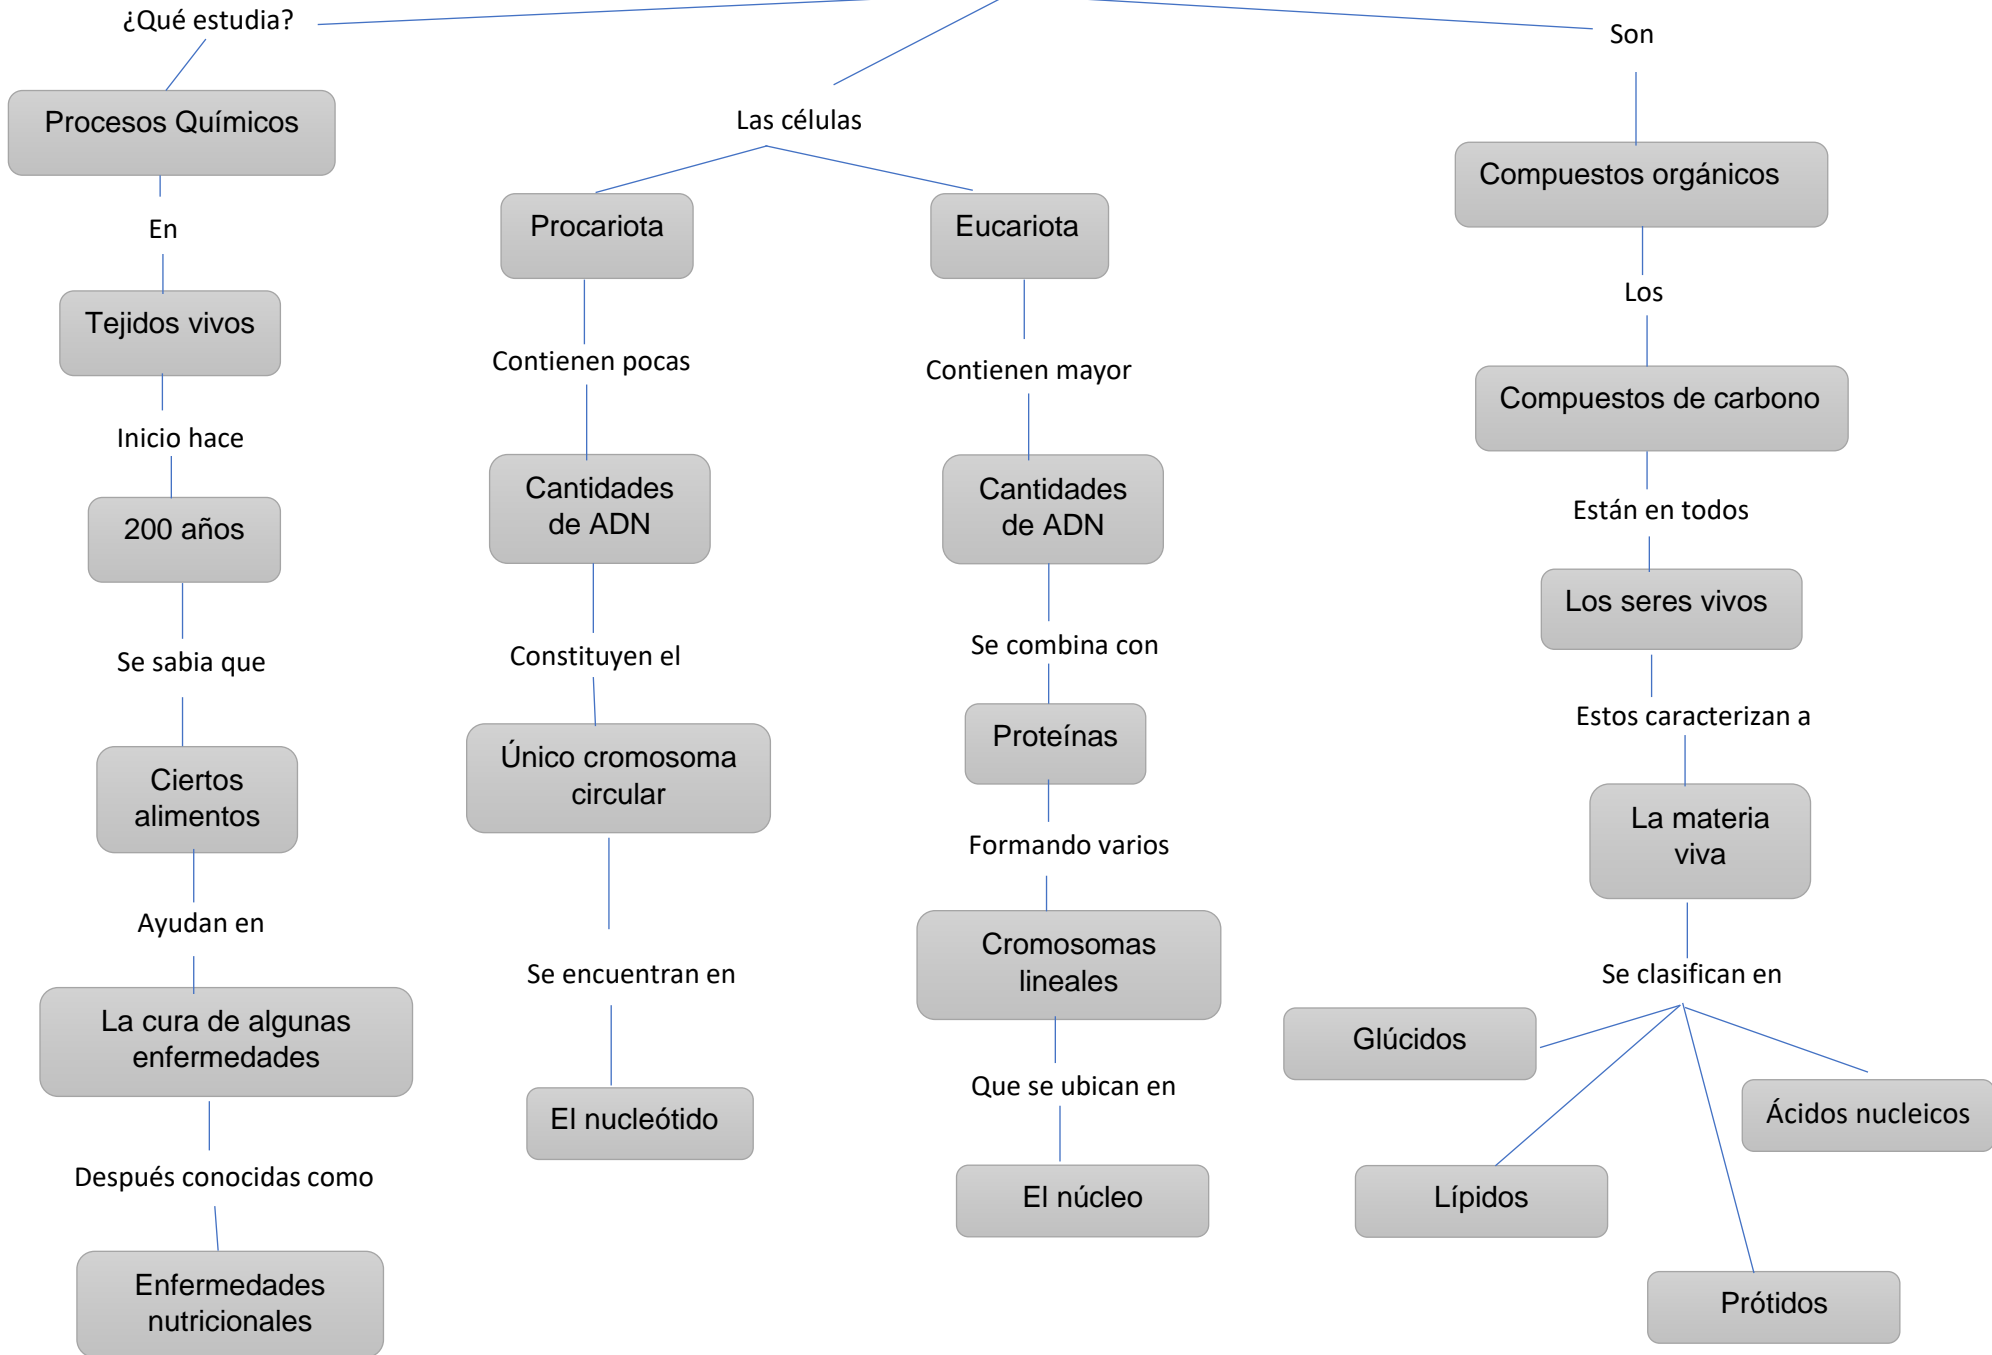 ¿Qué estudia?
Procesos Químicos
En
Tejidos vivos
Inicio hace
200 años
Se sabia que
Ciertos
alimentos
Ayudan en
La cura de algunas
enfermedades
Después conocidas como
Enfermedades
nutricionales
Las células
Procariota
Contienen pocas
Cantidades
de ADN
Constituyen el
Único cromosoma
circular
Se encuentran en
El nucleótido
Eucariota
Contienen mayor
Cantidades
de ADN
Se combina con
Proteínas
Formando varios
Cromosomas
lineales
Que se ubican en
El núcleo
Son
Compuestos orgánicos
Los
Compuestos de carbono
Están en todos
Los seres vivos
Estos caracterizan a
La materia
viva
Se clasifican en
Glúcidos
Lípidos
Prótidos
Ácidos nucleicos